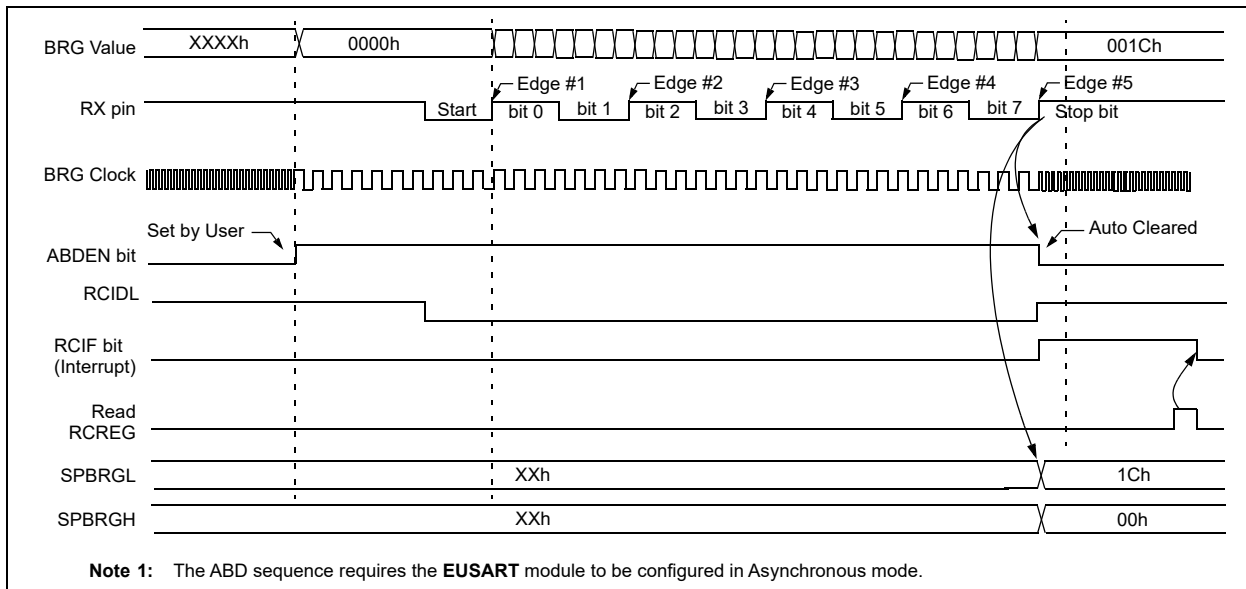 BRG Value XXXXh 0000h 001Ch
Edge #1 Edge #2 Edge #3 Edge #4 Edge #5
RX pin Start bit 0 bit 1 bit 2 bit 3 bit 4 bit 5 bit 6 bit 7 Stop bit
BRG Clock
Set by User Auto Cleared
ABDEN bit
RCIDL
RCIF bit
(Interrupt)
Read
RCREG
SPBRGL XXh 1Ch
SPBRGH XXh 00h
Note 1: The ABD sequence requires the EUSART module to be configured in Asynchronous mode.